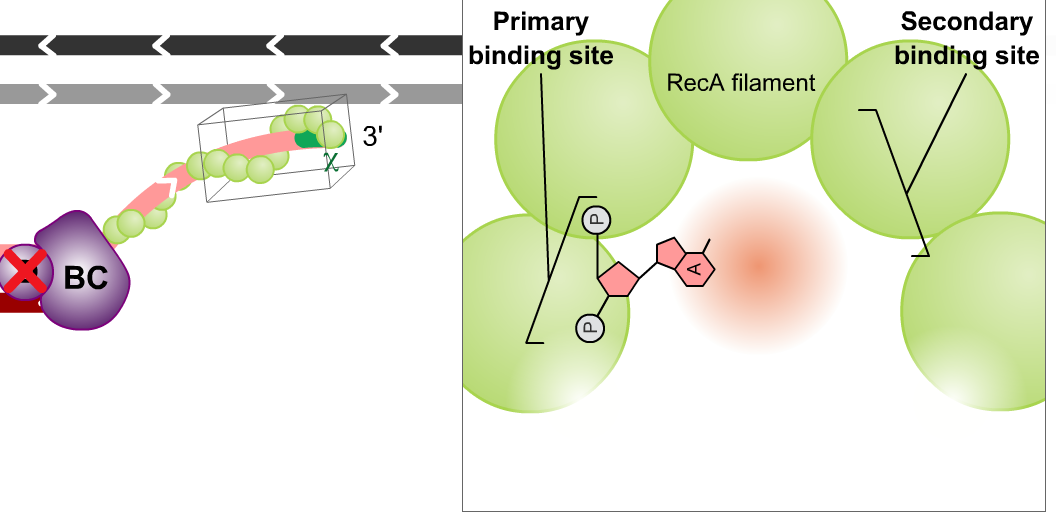 Primary
binding site
Secondary
binding site
RecA filament
3'
χ
BC
P
A
P